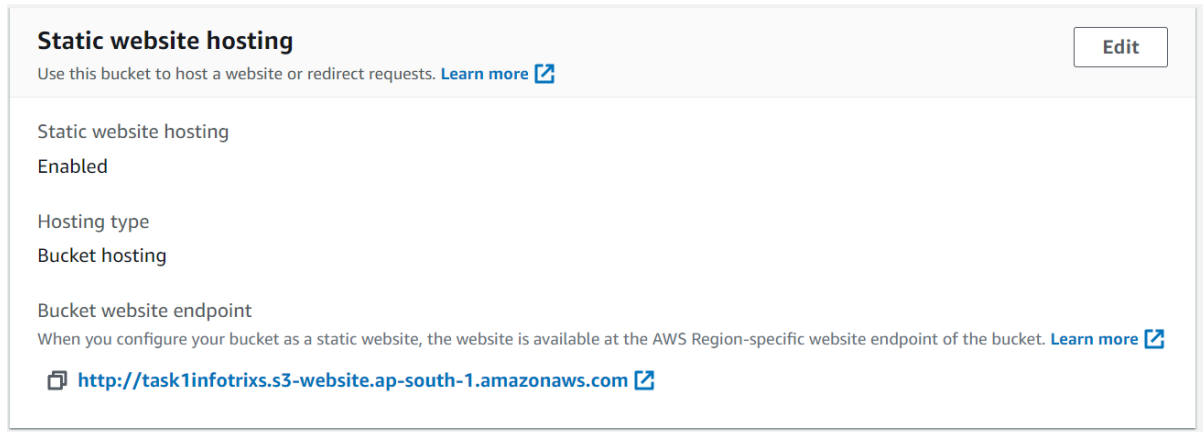 Static website hosting
Edit
Use this bucket to host a website or redirect requests. Learn more
Static website hosting
Enabled
Hosting type
Bucket hosting
Bucket website endpoint
When you configure your bucket as a static website, the website is available at the AWS Region-specific website endpoint of the bucket. Learn more
http://task1infotrixs.s3-website.ap-south-1.amazonaws.com